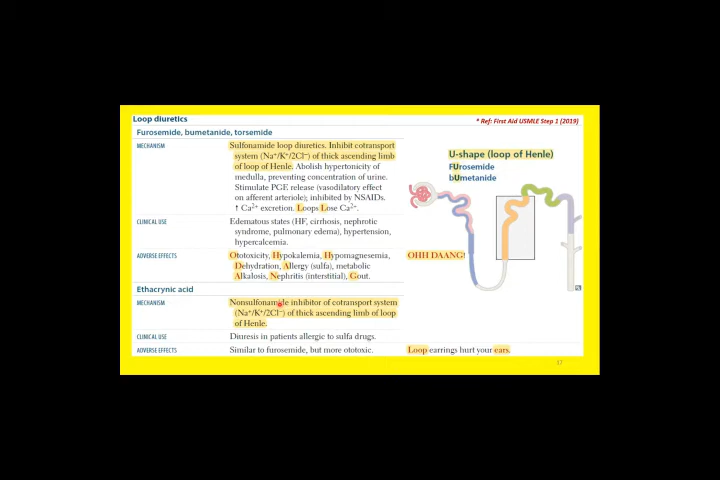 Loop diuretics
* Ref: First Aid USMLE Step 1 (2019)
Furosemide, bumetanide, torsemide
MECHANISM
Sulfonamide loop diuretics. Inhibit cotransport
system (Na⁺/K⁺/2Cl⁻) of thick ascending limb
of loop of Henle. Abolish hypertonicity of
medulla, preventing concentration of urine.
Stimulate PGE release (vasodilatory effect
on afferent arteriole); inhibited by NSAIDs.
↑ Ca²⁺ excretion. Loops Lose Ca²⁺.
U-shape (loop of Henle)
FUrosemide
bUmetanide
CLINICAL USE
Edematous states (HF, cirrhosis, nephrotic
syndrome, pulmonary edema), hypertension,
hypercalcemia.
ADVERSE EFFECTS
Ototoxicity, Hypokalemia, Hypomagnesemia,
Dehydration, Allergy (sulfa), metabolic
Alkalosis, Nephritis (interstitial), Gout.
OHH DAANG!
Ethacrynic acid
MECHANISM
Nonsulfonamide inhibitor of cotransport system
(Na⁺/K⁺/2Cl⁻) of thick ascending limb of loop
of Henle.
CLINICAL USE
Diuresis in patients allergic to sulfa drugs.
ADVERSE EFFECTS
Similar to furosemide, but more ototoxic.
Loop earrings hurt your ears.
17